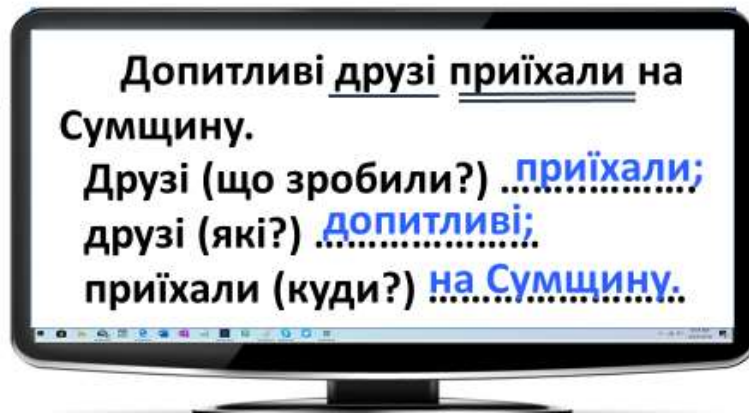 Допитливі друзі приїхали на
Сумщину.
Друзі (що зробили?) приїхали;
друзі (які?) допитливі;
приїхали (куди?) на Сумщину.